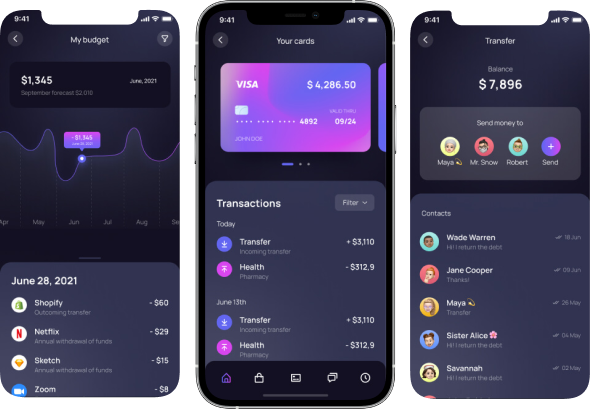 9:41
My budget
$1,345
June, 2021
September forecast $2.018
- $1,345
June 28, 2021
Apr
May
Jun
Jul
Aug
Se
June 28, 2021
Shopify
- $60
Outcoming transfer
Netflix
- $29
Annual withdrawal of funds
Sketch
- $15
Annual withdrawal of funds
Zoom
- $8
9:41
Your cards
VISA
$ 4,286.50
VALID THRU
4892
09/24
JOHN DOE
Transactions
Filter
Today
Transfer
+ $3,110
Incoming transfer
Health
- $312,9
Pharmacy
June 13th
Transfer
+ $3,110
Incoming transfer
Health
- $312,9
Pharmacy
9:41
Transfer
Balance
$ 7,896
Send money to
Maya 💫
Mr. Snow
Robert
Send
Contacts
Wade Warren
18 Jun
Hi! I return the debt
Jane Cooper
09 Jun
Thanks!
Maya 💫
26 May
Transfer
Sister Alice 🌸
04 May
Hi! I return the debt
Savannah
02 May
Hi! I return the debt